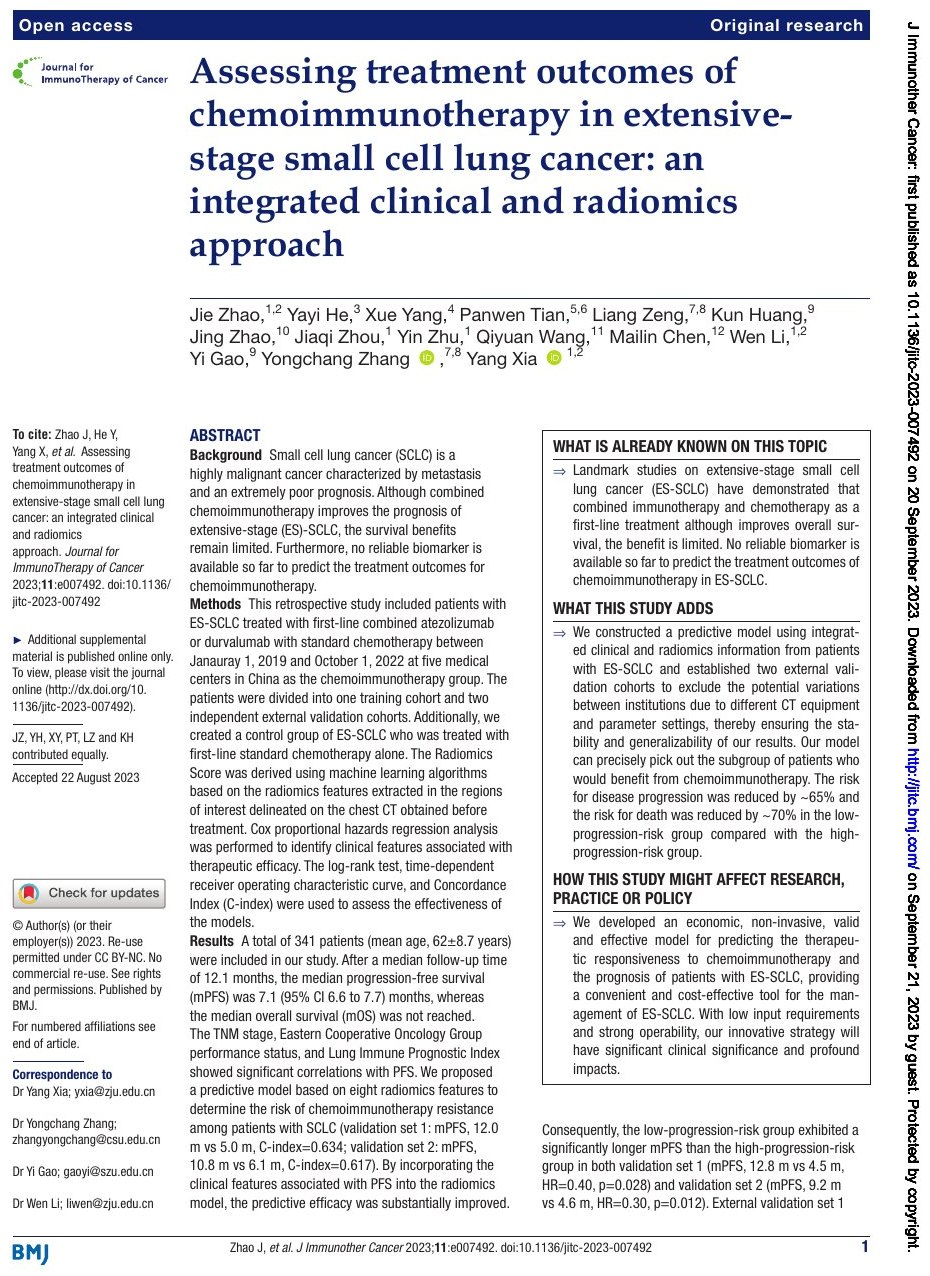 Open access
Original research
Journal for
ImmunoTherapy of Cancer
Assessing treatment outcomes of
chemoimmunotherapy in extensive-
stage small cell lung cancer: an
integrated clinical and radiomics
approach
Jie Zhao,1,2 Yayi He,3 Xue Yang,4 Panwen Tian,5,6 Liang Zeng,7,8 Kun Huang,9
Jing Zhao,10 Jiaqi Zhou,1 Yin Zhu,1 Qiyuan Wang,11 Mailin Chen,12 Wen Li,1,2
Yi Gao,9 Yongchang Zhang iD ,7,8 Yang Xia iD 1,2
To cite: Zhao J, He Y,
Yang X, et al. Assessing
treatment outcomes of
chemoimmunotherapy in
extensive-stage small cell lung
cancer: an integrated clinical
and radiomics
approach. Journal for
ImmunoTherapy of Cancer
2023;11:e007492. doi:10.1136/
jitc-2023-007492
► Additional supplemental
material is published online only.
To view, please visit the journal
online (http://dx.doi.org/10.
1136/jitc-2023-007492).
JZ, YH, XY, PT, LZ and KH
contributed equally.
Accepted 22 August 2023
Check for updates
© Author(s) (or their
employer(s)) 2023. Re-use
permitted under CC BY-NC. No
commercial re-use. See rights
and permissions. Published by
BMJ.
For numbered affiliations see
end of article.
Correspondence to
Dr Yang Xia; yxia@zju.edu.cn
Dr Yongchang Zhang;
zhangyongchang@csu.edu.cn
Dr Yi Gao; gaoyi@szu.edu.cn
Dr Wen Li; liwen@zju.edu.cn
ABSTRACT
Background Small cell lung cancer (SCLC) is a
highly malignant cancer characterized by metastasis
and an extremely poor prognosis. Although combined
chemoimmunotherapy improves the prognosis of
extensive-stage (ES)-SCLC, the survival benefits
remain limited. Furthermore, no reliable biomarker is
available so far to predict the treatment outcomes for
chemoimmunotherapy.
Methods This retrospective study included patients with
ES-SCLC treated with first-line combined atezolizumab
or durvalumab with standard chemotherapy between
Janauray 1, 2019 and October 1, 2022 at five medical
centers in China as the chemoimmunotherapy group. The
patients were divided into one training cohort and two
independent external validation cohorts. Additionally, we
created a control group of ES-SCLC who was treated with
first-line standard chemotherapy alone. The Radiomics
Score was derived using machine learning algorithms
based on the radiomics features extracted in the regions
of interest delineated on the chest CT obtained before
treatment. Cox proportional hazards regression analysis
was performed to identify clinical features associated with
therapeutic efficacy. The log-rank test, time-dependent
receiver operating characteristic curve, and Concordance
Index (C-index) were used to assess the effectiveness of
the models.
Results A total of 341 patients (mean age, 62±8.7 years)
were included in our study. After a median follow-up time
of 12.1 months, the median progression-free survival
(mPFS) was 7.1 (95% CI 6.6 to 7.7) months, whereas
the median overall survival (mOS) was not reached.
The TNM stage, Eastern Cooperative Oncology Group
performance status, and Lung Immune Prognostic Index
showed significant correlations with PFS. We proposed
a predictive model based on eight radiomics features to
determine the risk of chemoimmunotherapy resistance
among patients with SCLC (validation set 1: mPFS, 12.0
m vs 5.0 m, C-index=0.634; validation set 2: mPFS,
10.8 m vs 6.1 m, C-index=0.617). By incorporating the
clinical features associated with PFS into the radiomics
model, the predictive efficacy was substantially improved.
WHAT IS ALREADY KNOWN ON THIS TOPIC
⇒ Landmark studies on extensive-stage small cell
lung cancer (ES-SCLC) have demonstrated that
combined immunotherapy and chemotherapy as a
first-line treatment although improves overall sur-
vival, the benefit is limited. No reliable biomarker is
available so far to predict the treatment outcomes of
chemoimmunotherapy in ES-SCLC.
WHAT THIS STUDY ADDS
⇒ We constructed a predictive model using integrat-
ed clinical and radiomics information from patients
with ES-SCLC and established two external vali-
dation cohorts to exclude the potential variations
between institutions due to different CT equipment
and parameter settings, thereby ensuring the sta-
bility and generalizability of our results. Our model
can precisely pick out the subgroup of patients who
would benefit from chemoimmunotherapy. The risk
for disease progression was reduced by ~65% and
the risk for death was reduced by ~70% in the low-
progression-risk group compared with the high-
progression-risk group.
HOW THIS STUDY MIGHT AFFECT RESEARCH,
PRACTICE OR POLICY
⇒ We developed an economic, non-invasive, valid
and effective model for predicting the therapeu-
tic responsiveness to chemoimmunotherapy and
the prognosis of patients with ES-SCLC, providing
a convenient and cost-effective tool for the man-
agement of ES-SCLC. With low input requirements
and strong operability, our innovative strategy will
have significant clinical significance and profound
impacts.
Consequently, the low-progression-risk group exhibited a
significantly longer mPFS than the high-progression-risk
group in both validation set 1 (mPFS, 12.8 m vs 4.5 m,
HR=0.40, p=0.028) and validation set 2 (mPFS, 9.2 m
vs 4.6 m, HR=0.30, p=0.012). External validation set 1
BMJ
Zhao J, et al. J Immunother Cancer 2023;11:e007492. doi:10.1136/jitc-2023-007492
1
J Immunother Cancer: first published as 10.1136/jitc-2023-007492 on 20 September 2023. Downloaded from http://jitc.bmj.com/ on September 21, 2023 by guest. Protected by copyright.